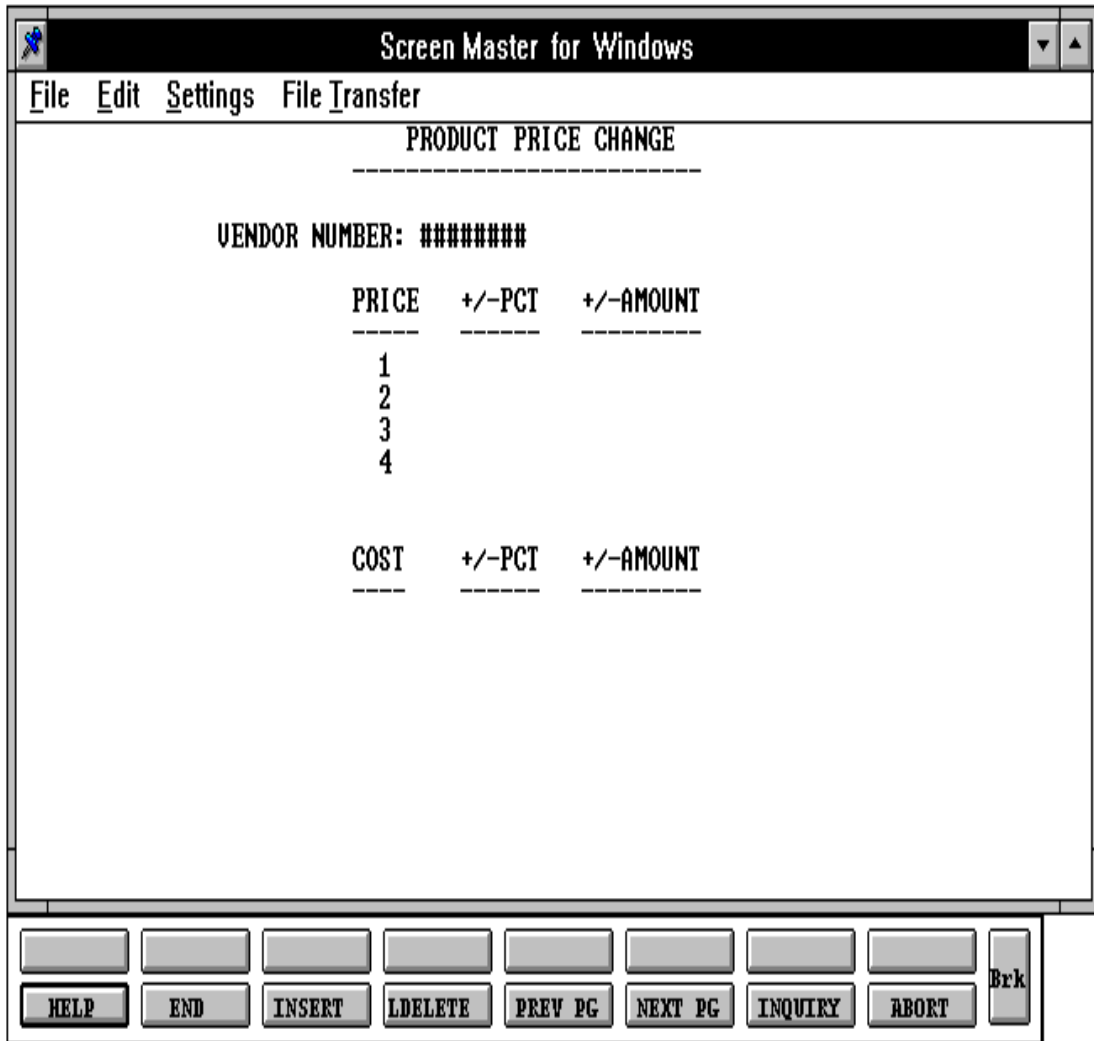 Screen Master for Windows
File Edit Settings File Transfer
PRODUCT PRICE CHANGE
--------------------------
VENDOR NUMBER: ########
PRICE +/-PCT +/-AMOUNT
----- ------ ---------
1
2
3
4
COST +/-PCT +/-AMOUNT
---- ------ ---------
Brk
HELP END INSERT LDELETE PREV PG NEXT PG INQUIRY ABORT